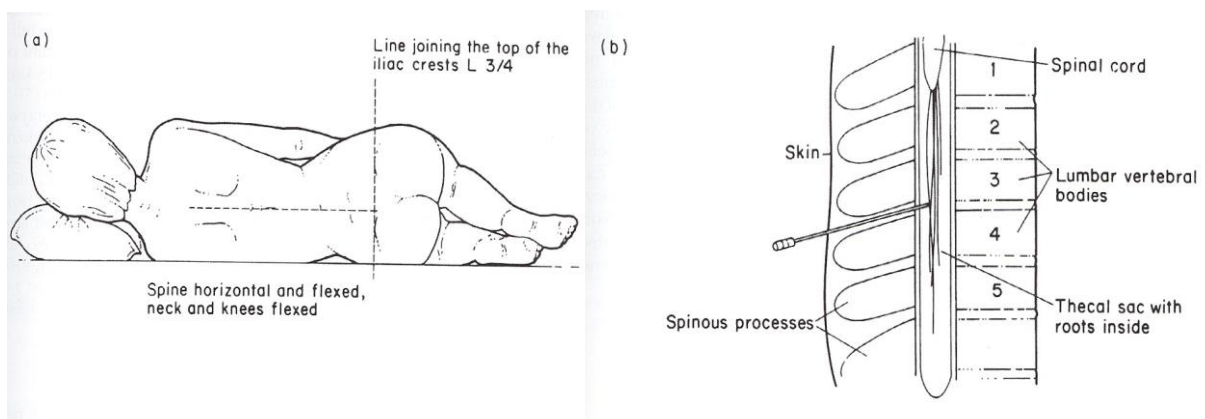 (a)
Line joining the top of the
iliac crests L 3/4
Spine horizontal and flexed,
neck and knees flexed
(b)
1
Spinal cord
2
Skin
3
Lumbar vertebral
bodies
4
5
Thecal sac with
roots inside
Spinous processes